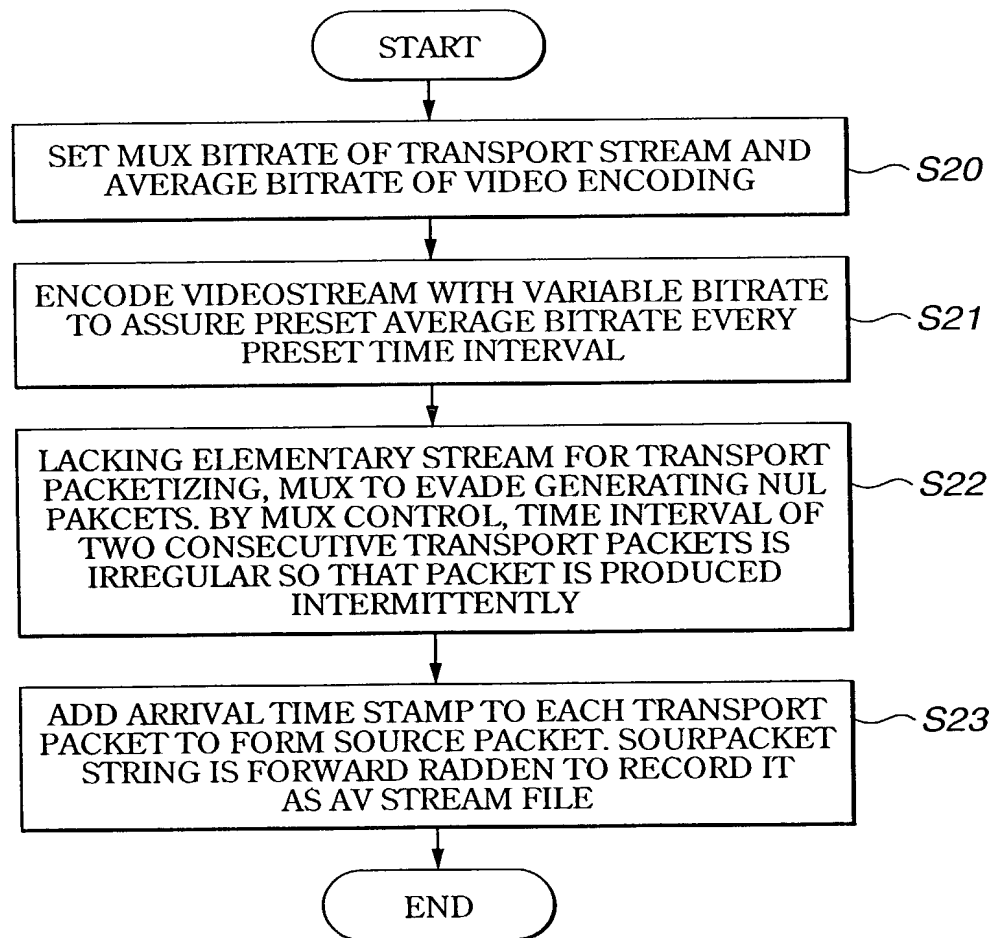 START
SET MUX BITRATE OF TRANSPORT STREAM AND
AVERAGE BITRATE OF VIDEO ENCODING
S20
ENCODE VIDEOSTREAM WITH VARIABLE BITRATE
TO ASSURE PRESET AVERAGE BITRATE EVERY
PRESET TIME INTERVAL
S21
LACKING ELEMENTARY STREAM FOR TRANSPORT
PACKETIZING, MUX TO EVADE GENERATING NUL
PAKCETS. BY MUX CONTROL, TIME INTERVAL OF
TWO CONSECUTIVE TRANSPORT PACKETS IS
IRREGULAR SO THAT PACKET IS PRODUCED
INTERMITTENTLY
S22
ADD ARRIVAL TIME STAMP TO EACH TRANSPORT
PACKET TO FORM SOURCE PACKET. SOURPACKET
STRING IS FORWARD RADDEN TO RECORD IT
AS AV STREAM FILE
S23
END